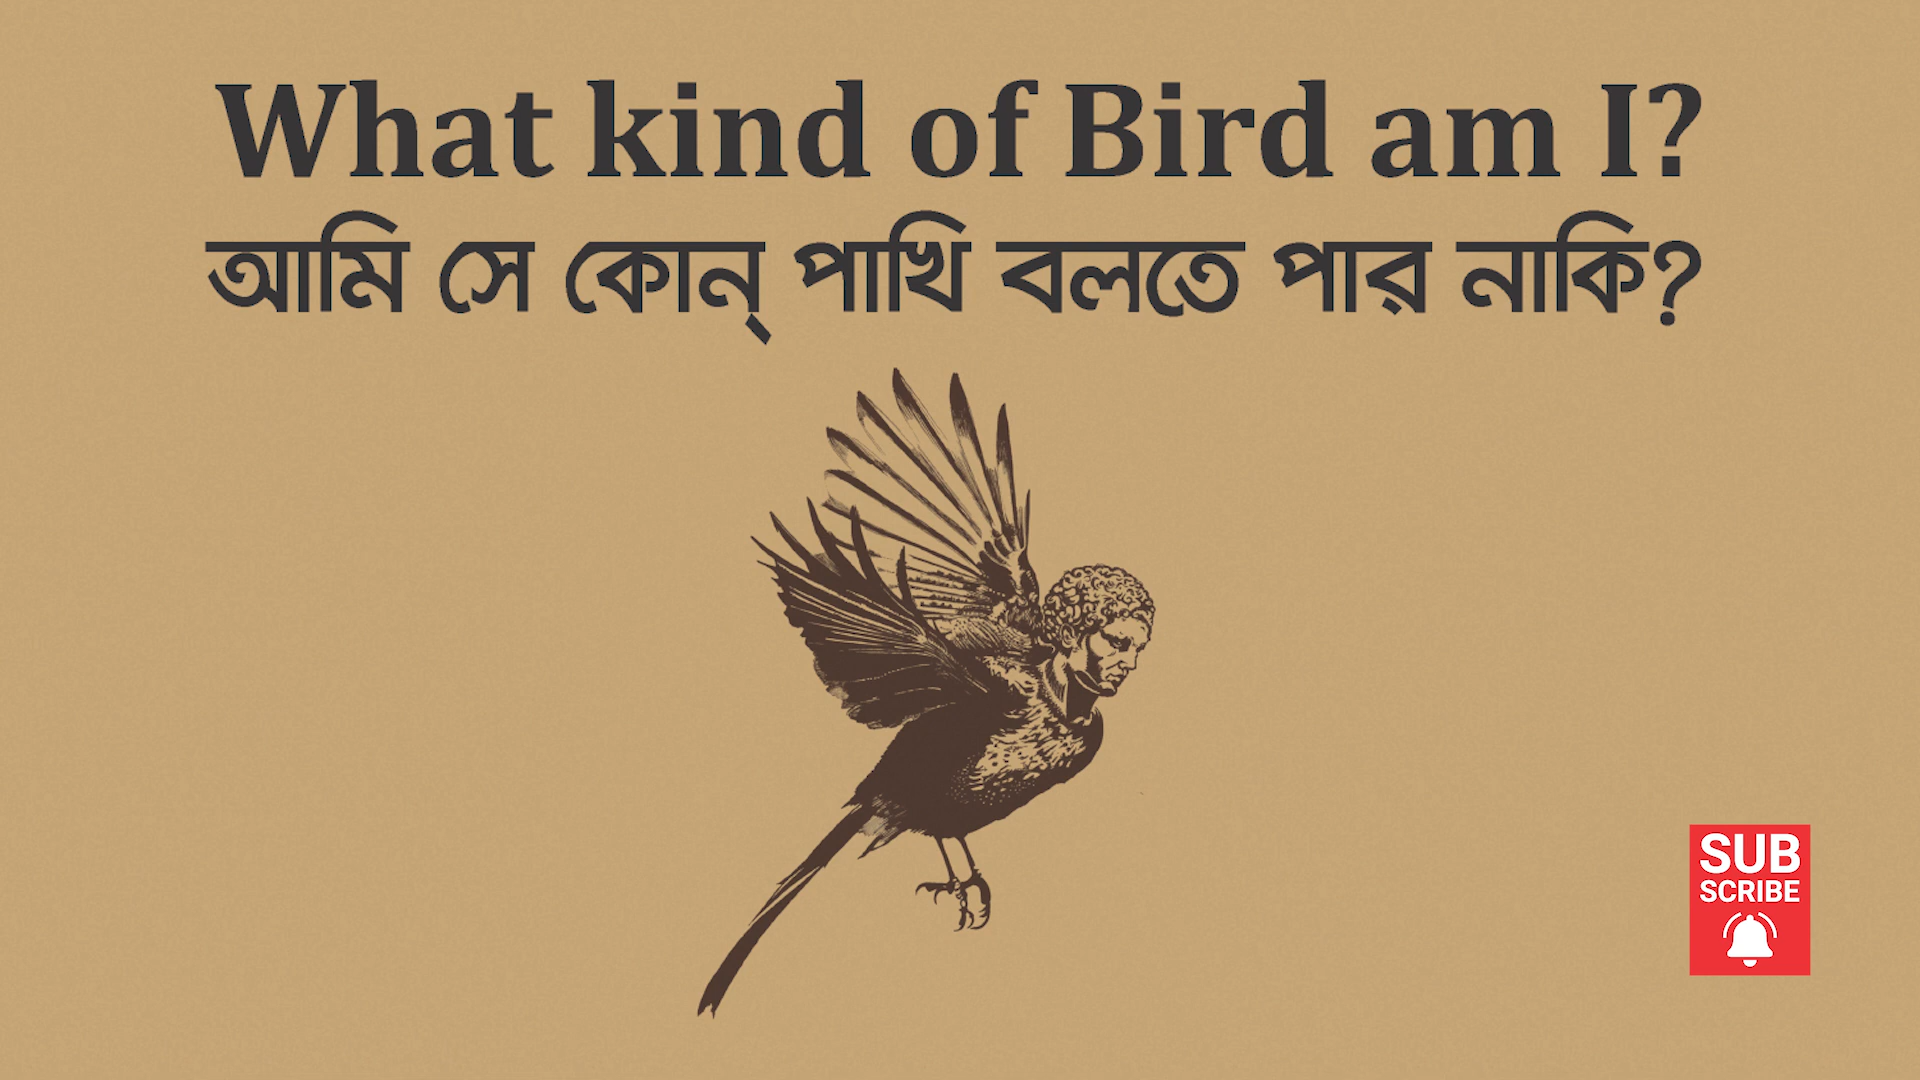 What kind of Bird am I?
আমি সে কোন্ পাখি বলতে পার নাকি?
SUB
SCRIBE